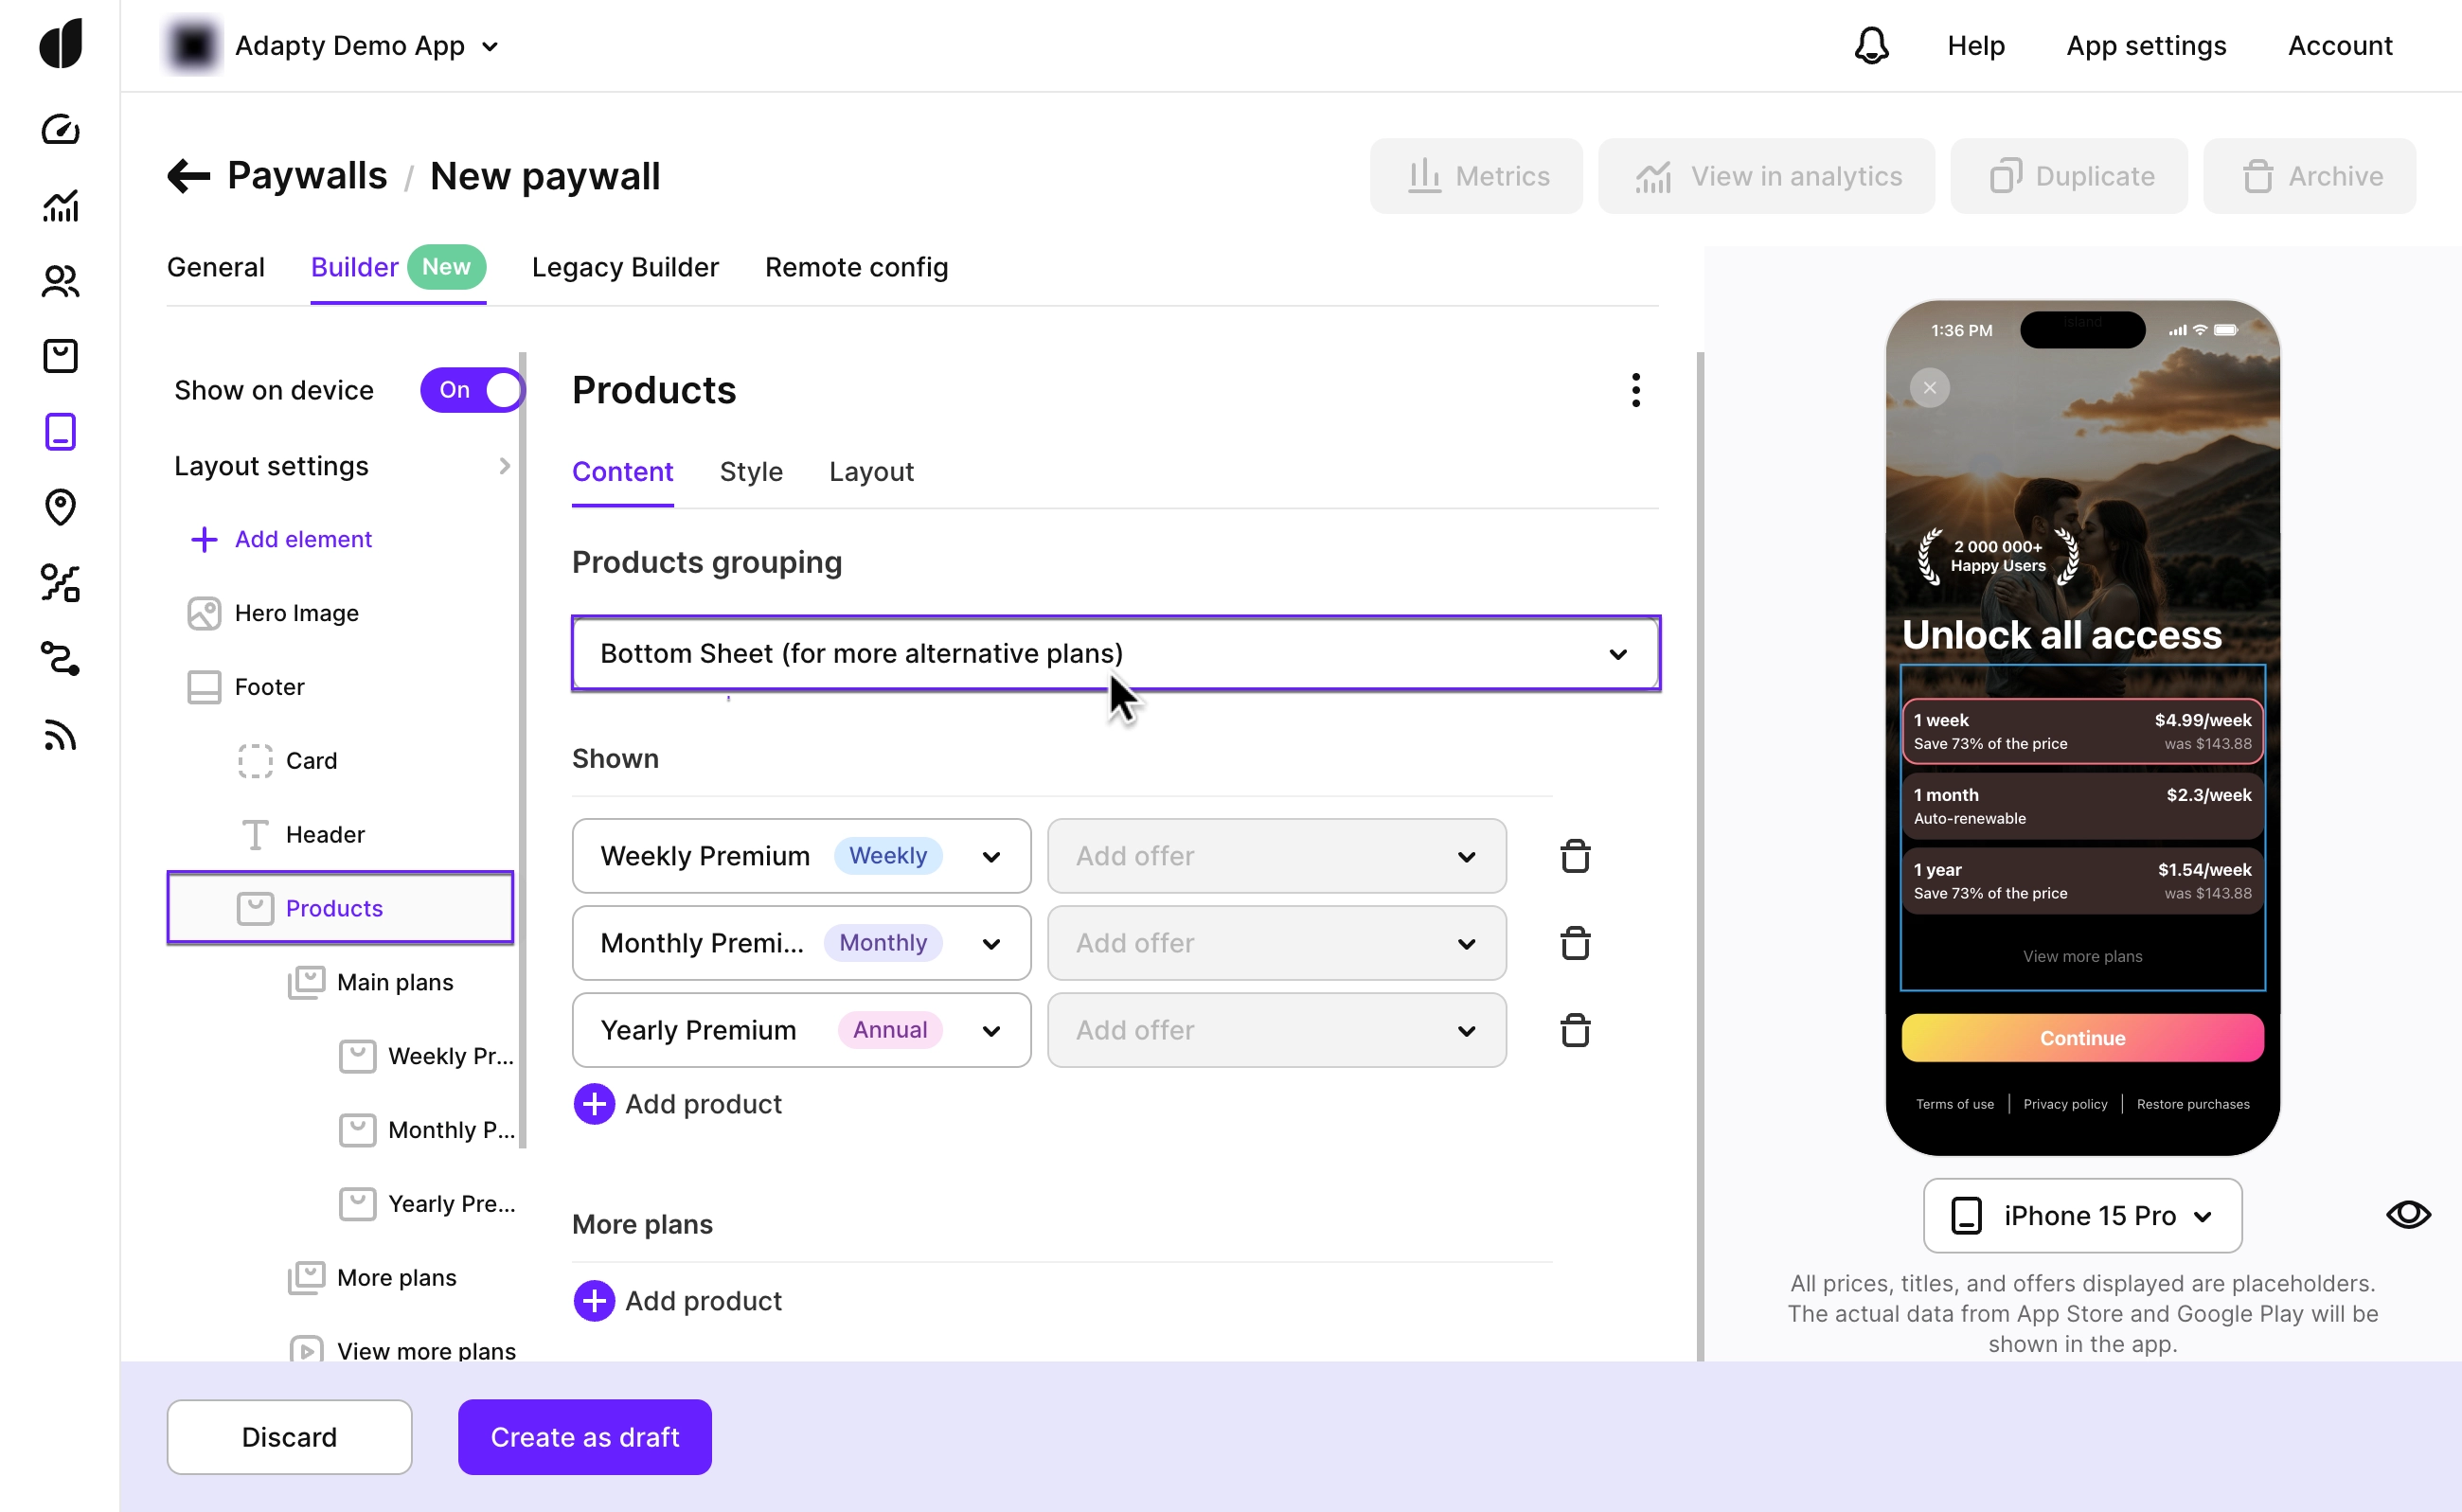 Adapty Demo App
Help
App settings
Account
Paywalls / New paywall
Metrics
View in analytics
Duplicate
Archive
General
Builder New
Legacy Builder
Remote config
Show on device
On
Layout settings
Add element
Hero Image
Footer
Card
Header
Products
Main plans
Weekly Pr...
Monthly P...
Yearly Pre...
More plans
View more plans
Products
Content
Style
Layout
Products grouping
Bottom Sheet (for more alternative plans)
Shown
Weekly Premium Weekly
Add offer
Monthly Premi... Monthly
Add offer
Yearly Premium Annual
Add offer
Add product
More plans
Add product
1:36 PM
island
2 000 000+
Happy Users
Unlock all access
1 week $4.99/week
Save 73% of the price was $143.88
1 month $2.3/week
Auto-renewable
1 year $1.54/week
Save 73% of the price was $143.88
View more plans
Continue
Terms of use
Privacy policy
Restore purchases
iPhone 15 Pro
All prices, titles, and offers displayed are placeholders.
The actual data from App Store and Google Play will be
shown in the app.
Discard
Create as draft